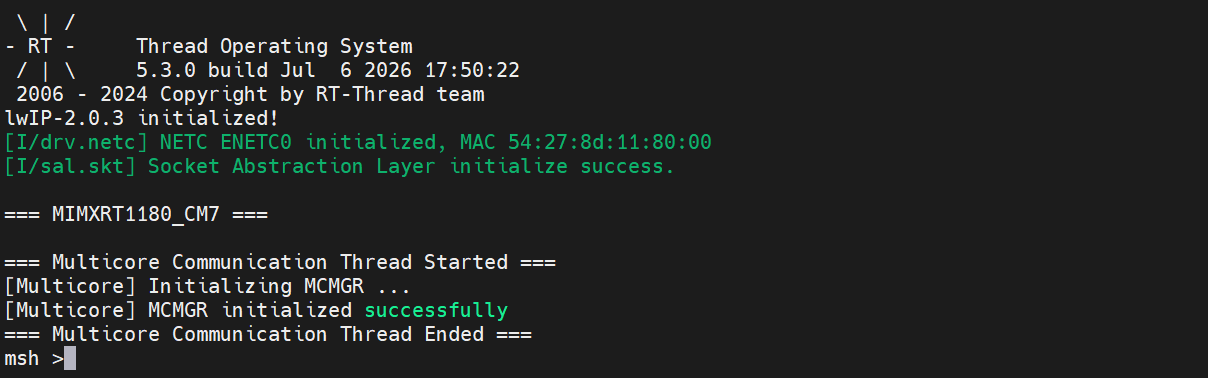 \ | /
- RT -     Thread Operating System
 / | \     5.3.0 build Jul  6 2026 17:50:22
 2006 - 2024 Copyright by RT-Thread team
lwIP-2.0.3 initialized!
[I/drv.netc] NETC ENETC0 initialized, MAC 54:27:8d:11:80:00
[I/sal.skt] Socket Abstraction Layer initialize success.
=== MIMXRT1180_CM7 ===
=== Multicore Communication Thread Started ===
[Multicore] Initializing MCMGR ...
[Multicore] MCMGR initialized successfully
=== Multicore Communication Thread Ended ===
msh >